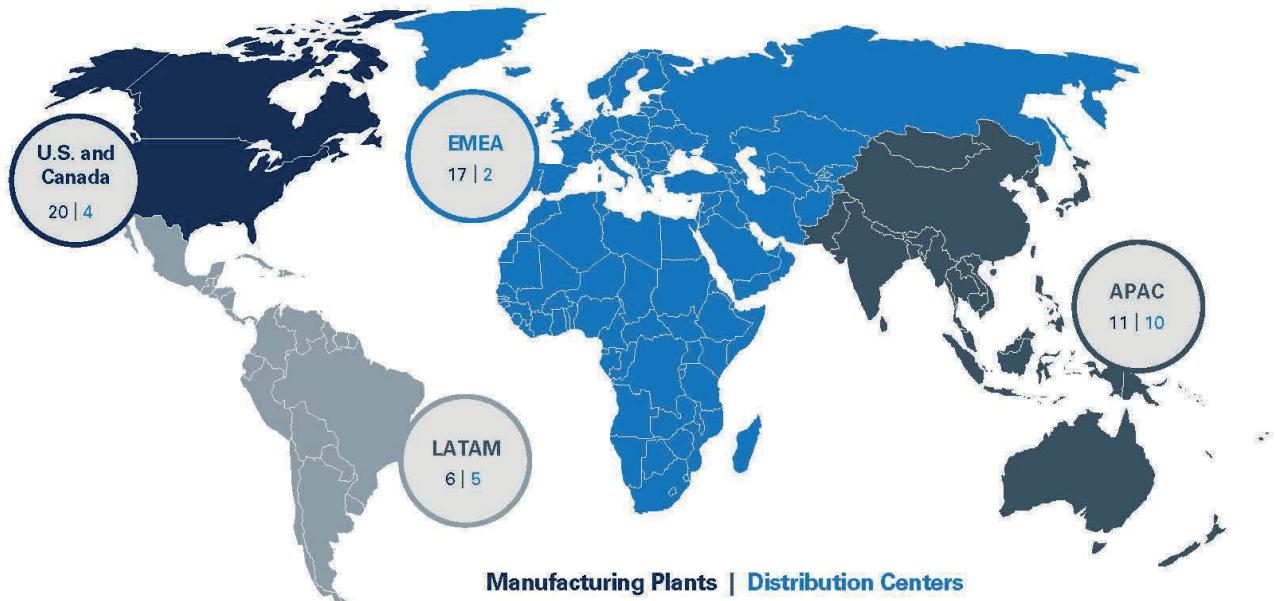 U.S. and
Canada
20 | 4
EMEA
17 | 2
APAC
11 | 10
LATAM
6 | 5
Manufacturing Plants | Distribution Centers